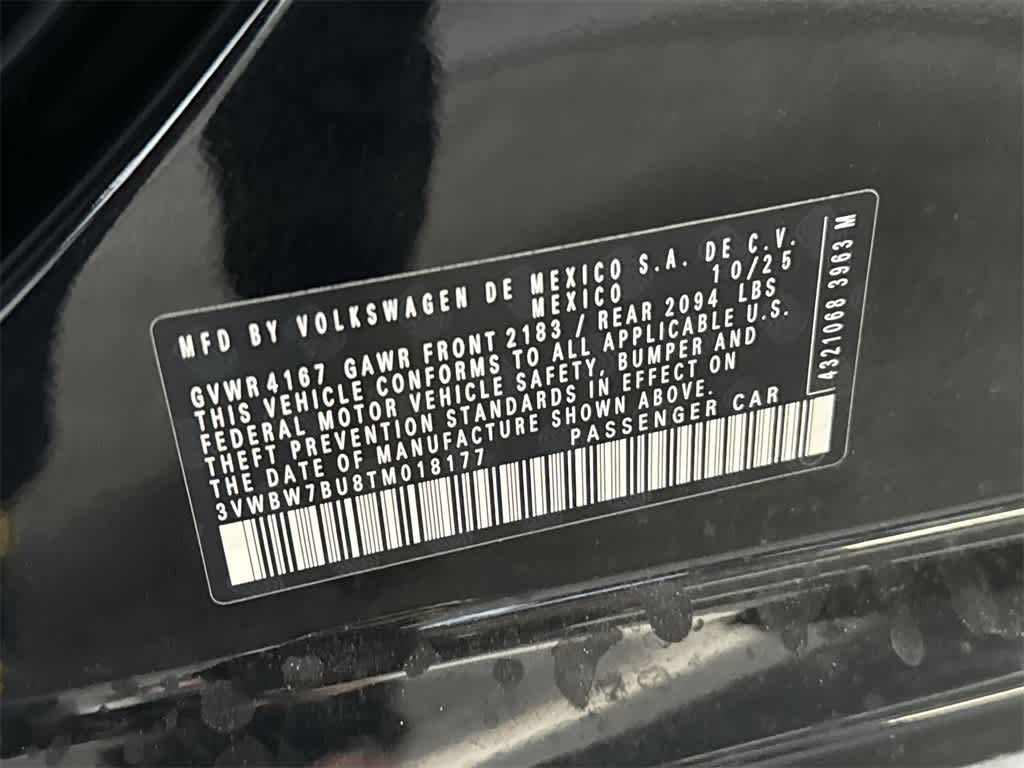 MFD BY VOLKSWAGEN DE MEXICO S.A. DE C.V.
MEXICO 10/25
GVWR 4167 GAWR FRONT 2183 / REAR 2094 LBS
THIS VEHICLE CONFORMS TO ALL APPLICABLE U.S.
FEDERAL MOTOR VEHICLE SAFETY, BUMPER AND
THEFT PREVENTION STANDARDS IN EFFECT ON
THE DATE OF MANUFACTURE SHOWN ABOVE.
3VWBW7BU8TM018177 PASSENGER CAR
4321068 3963 M